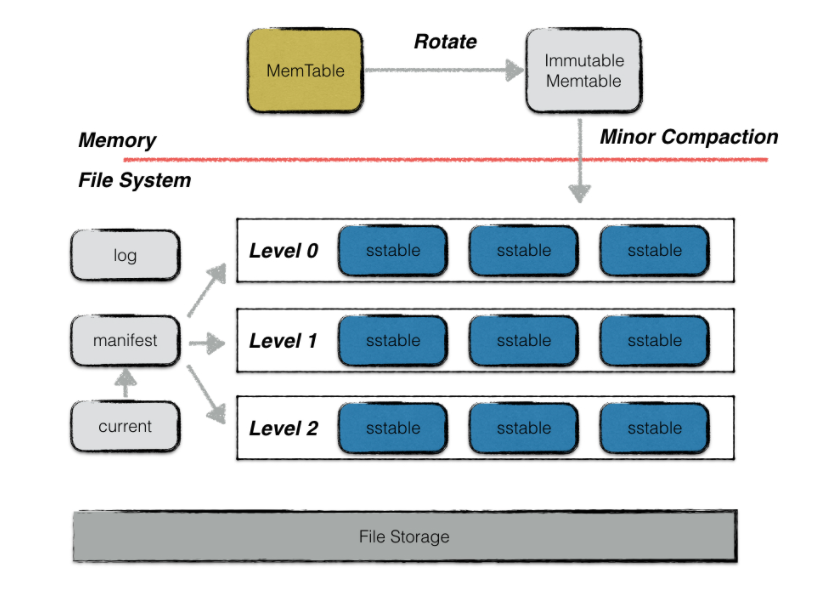 Rotate
MemTable
Immutable
Memtable
Memory
Minor Compaction
File System
log
Level 0
sstable
sstable
sstable
manifest
Level 1
sstable
sstable
sstable
current
Level 2
sstable
sstable
sstable
File Storage